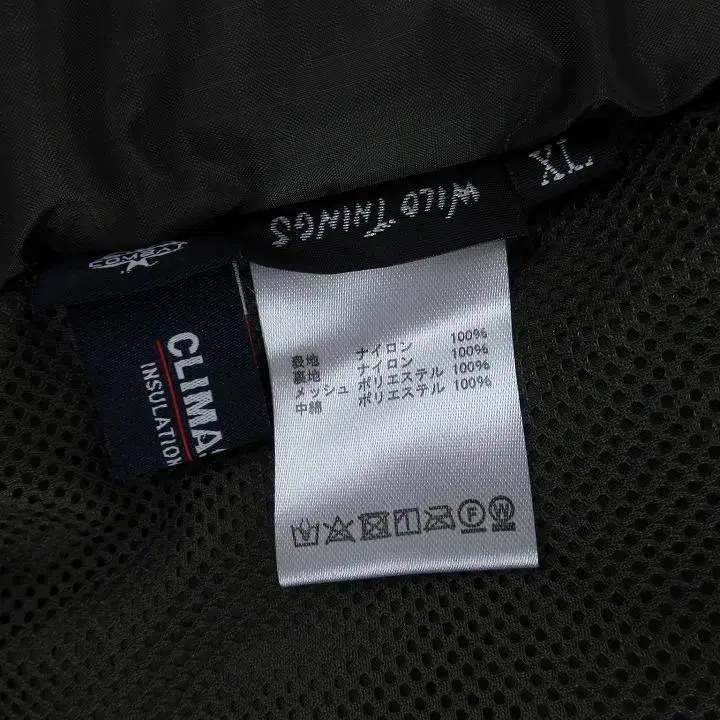 XL
WILD THINGS
CLIMA
INSULATION
表地 ナイロン 100%
裏地 ナイロン 100%
メッシュ ポリエステル 100%
中綿 ポリエステル 100%
F
W